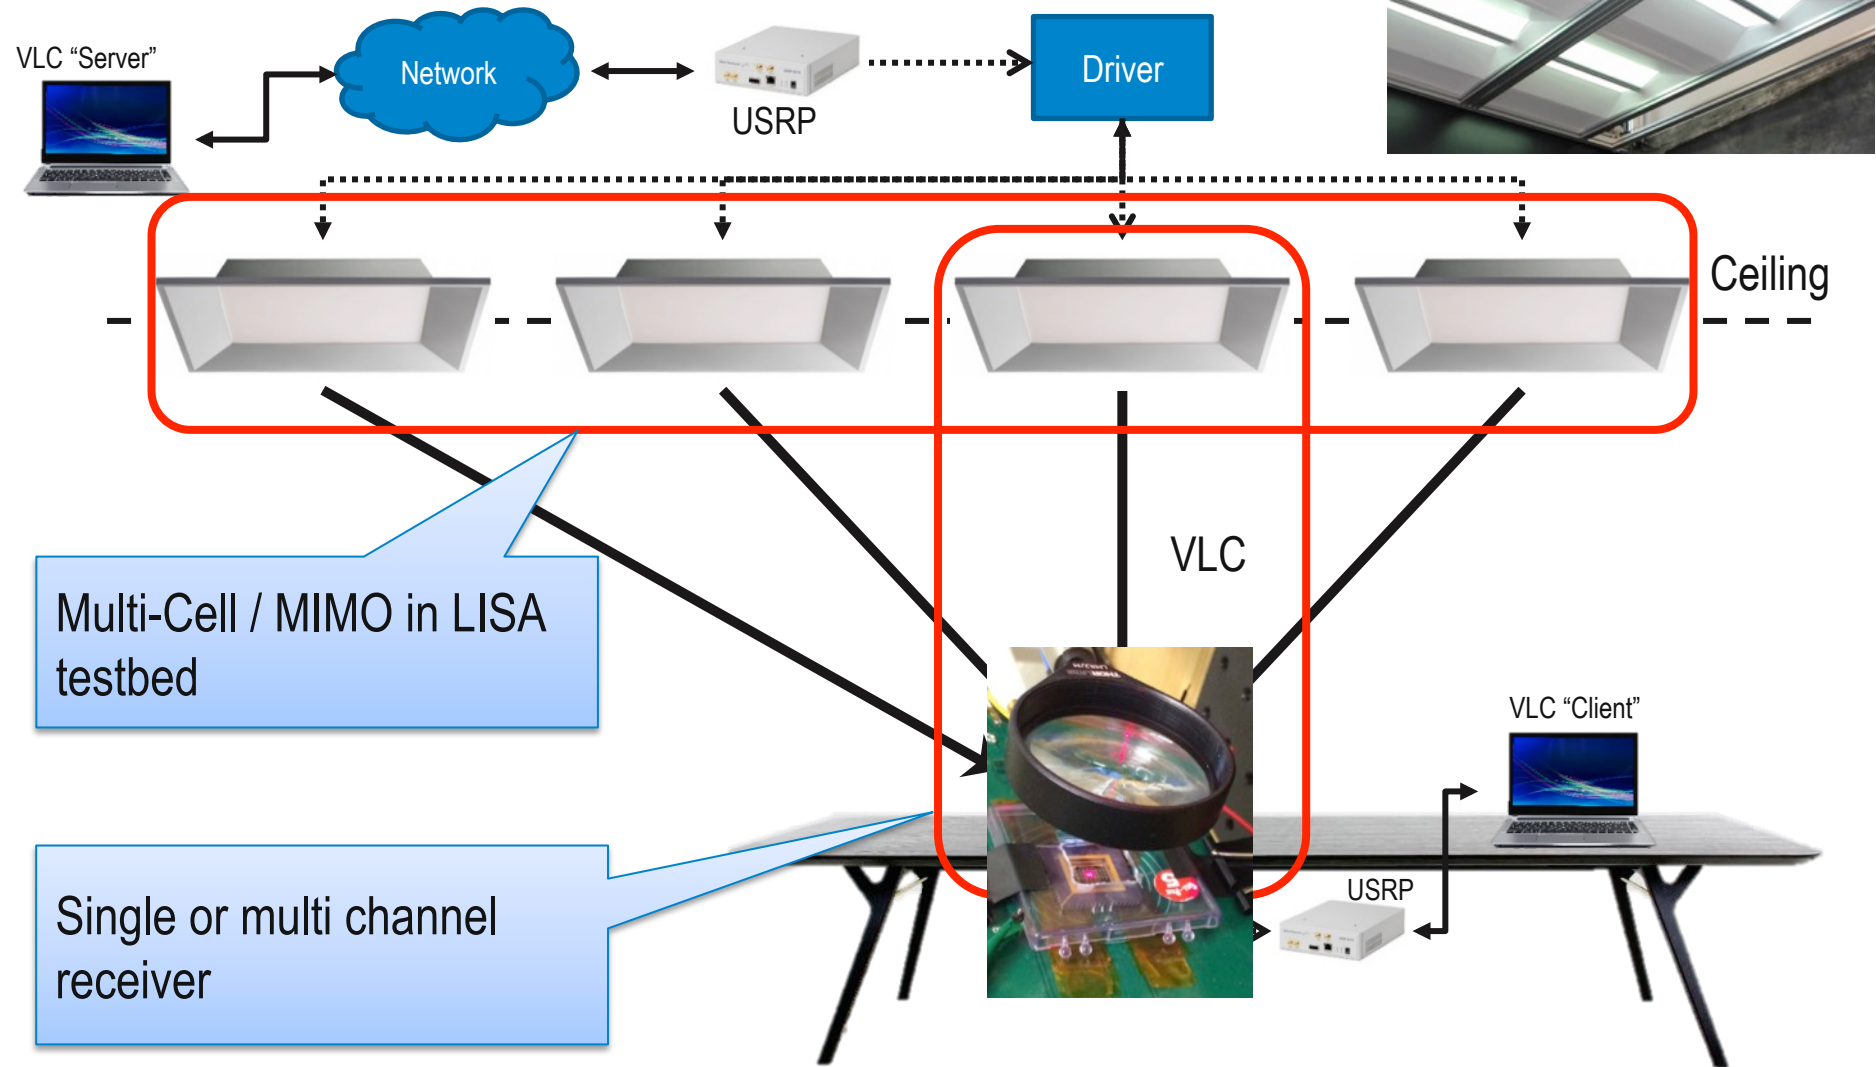 VLC “Server”
Network
USRP
Driver
Ceiling
VLC
Multi-Cell / MIMO in LISA
testbed
VLC “Client”
USRP
Single or multi channel
receiver